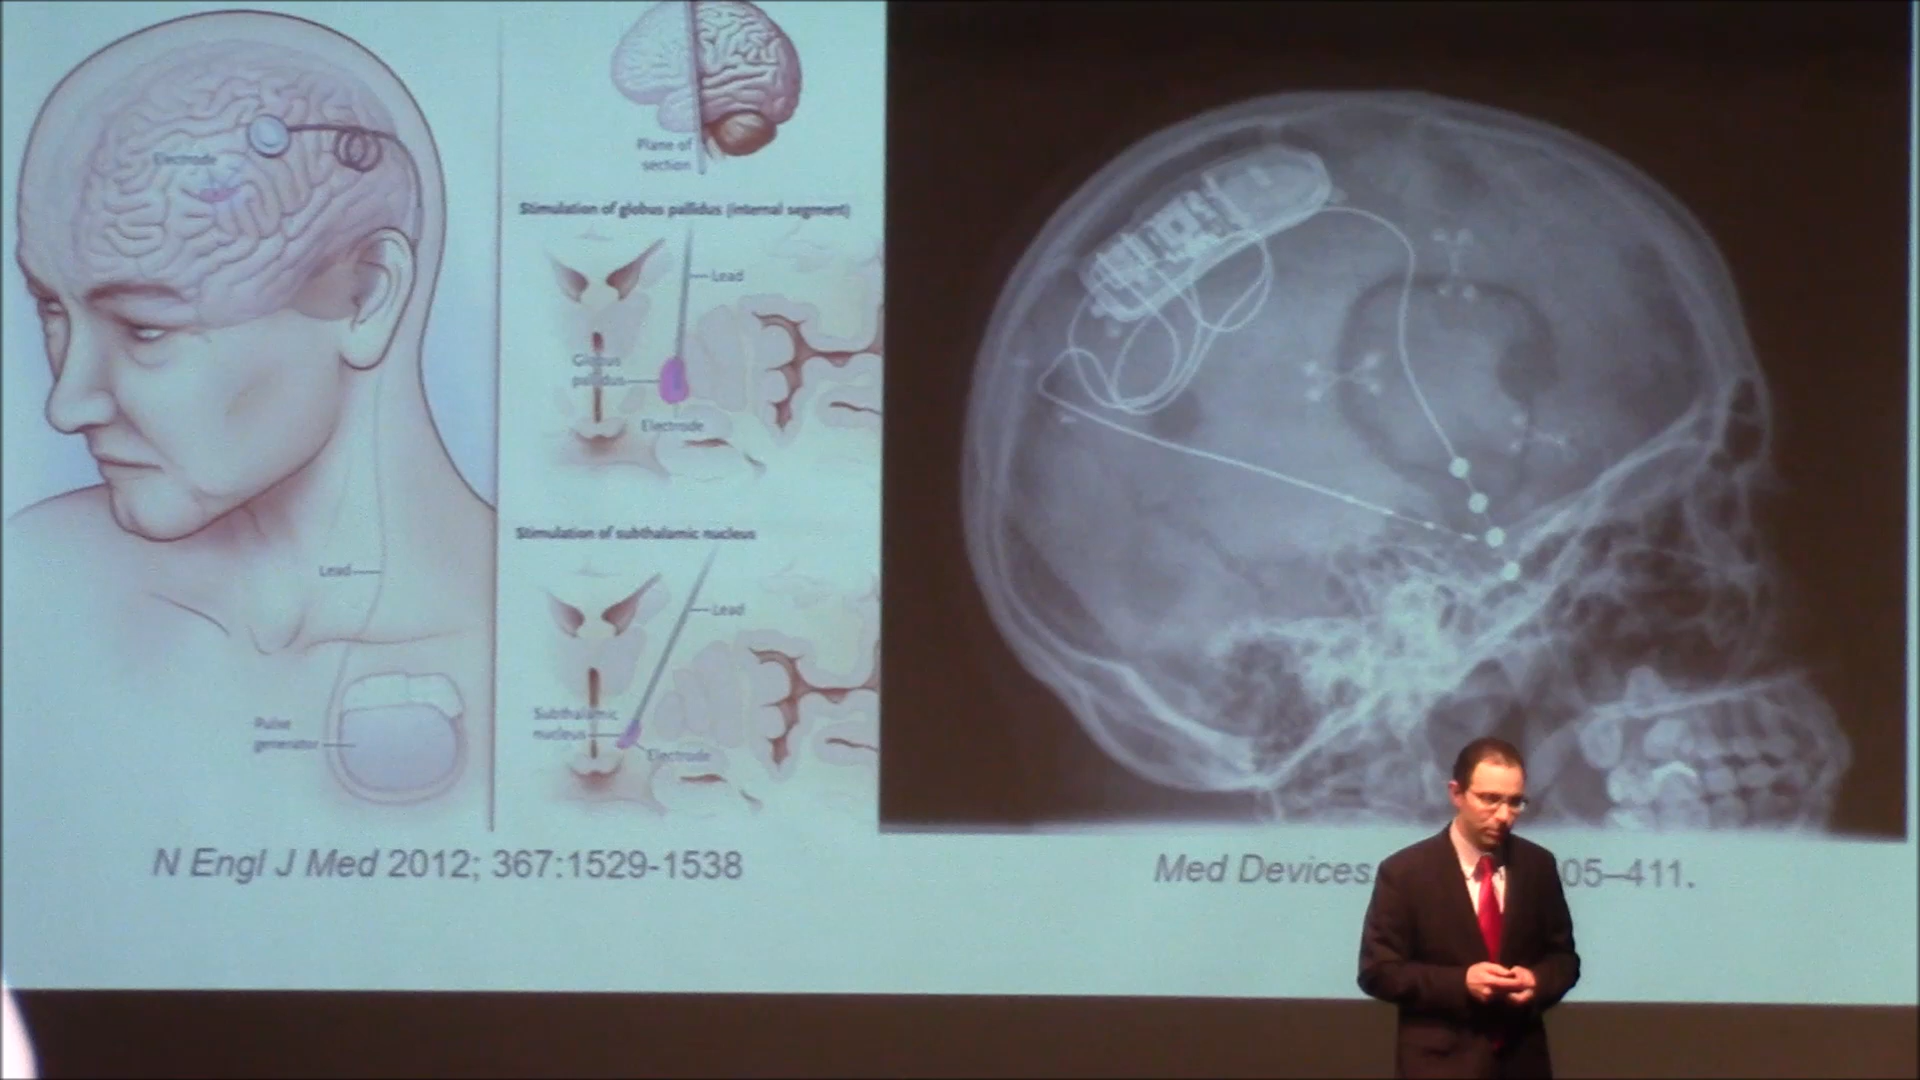 Electrode
Lead
Pulse
generator
Plane of
section
Stimulation of globus pallidus (internal segment)
Lead
Globus
pallidus
Electrode
Stimulation of subthalamic nucleus
Lead
Subthalamic
nucleus
Electrode
N Engl J Med 2012; 367:1529-1538
Med Devices 05–411.